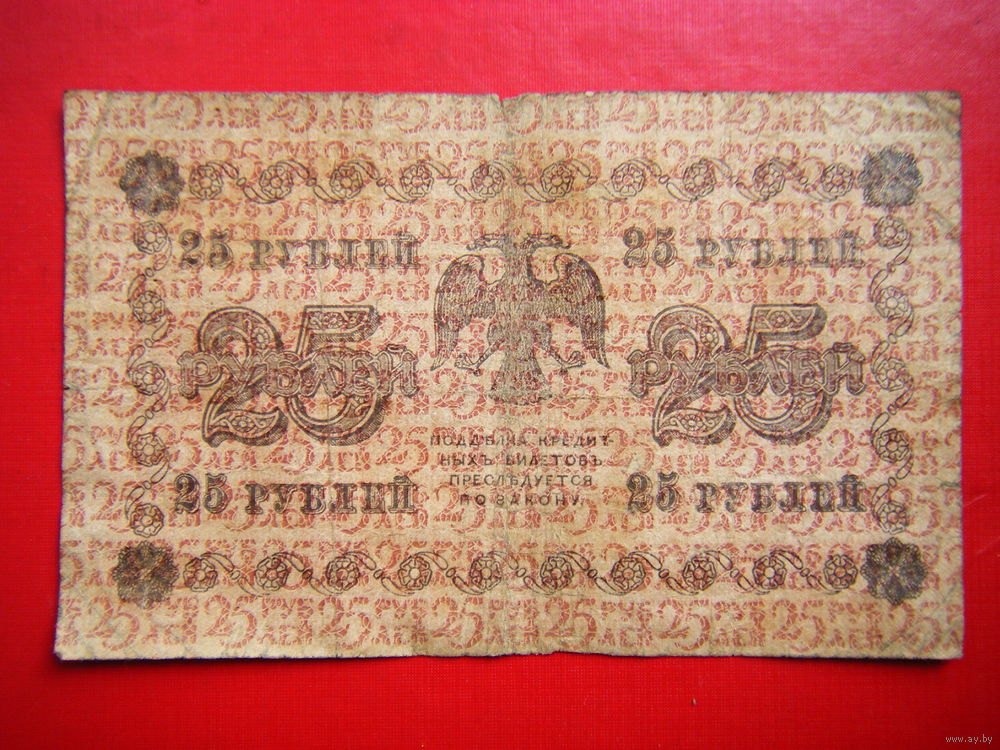 25 РУБЛЕЙ 25 РУБЛЕЙ
25 РУБЛЕЙ 25 РУБЛЕЙ
ПОДДѢЛКА КРЕДИТ-
НЫХЪ БИЛЕТОВЪ
ПРЕСЛѢДУЕТСЯ
ПО ЗАКОНУ.
25 РУБЛЕЙ 25 РУБЛЕЙ
www.ay.by